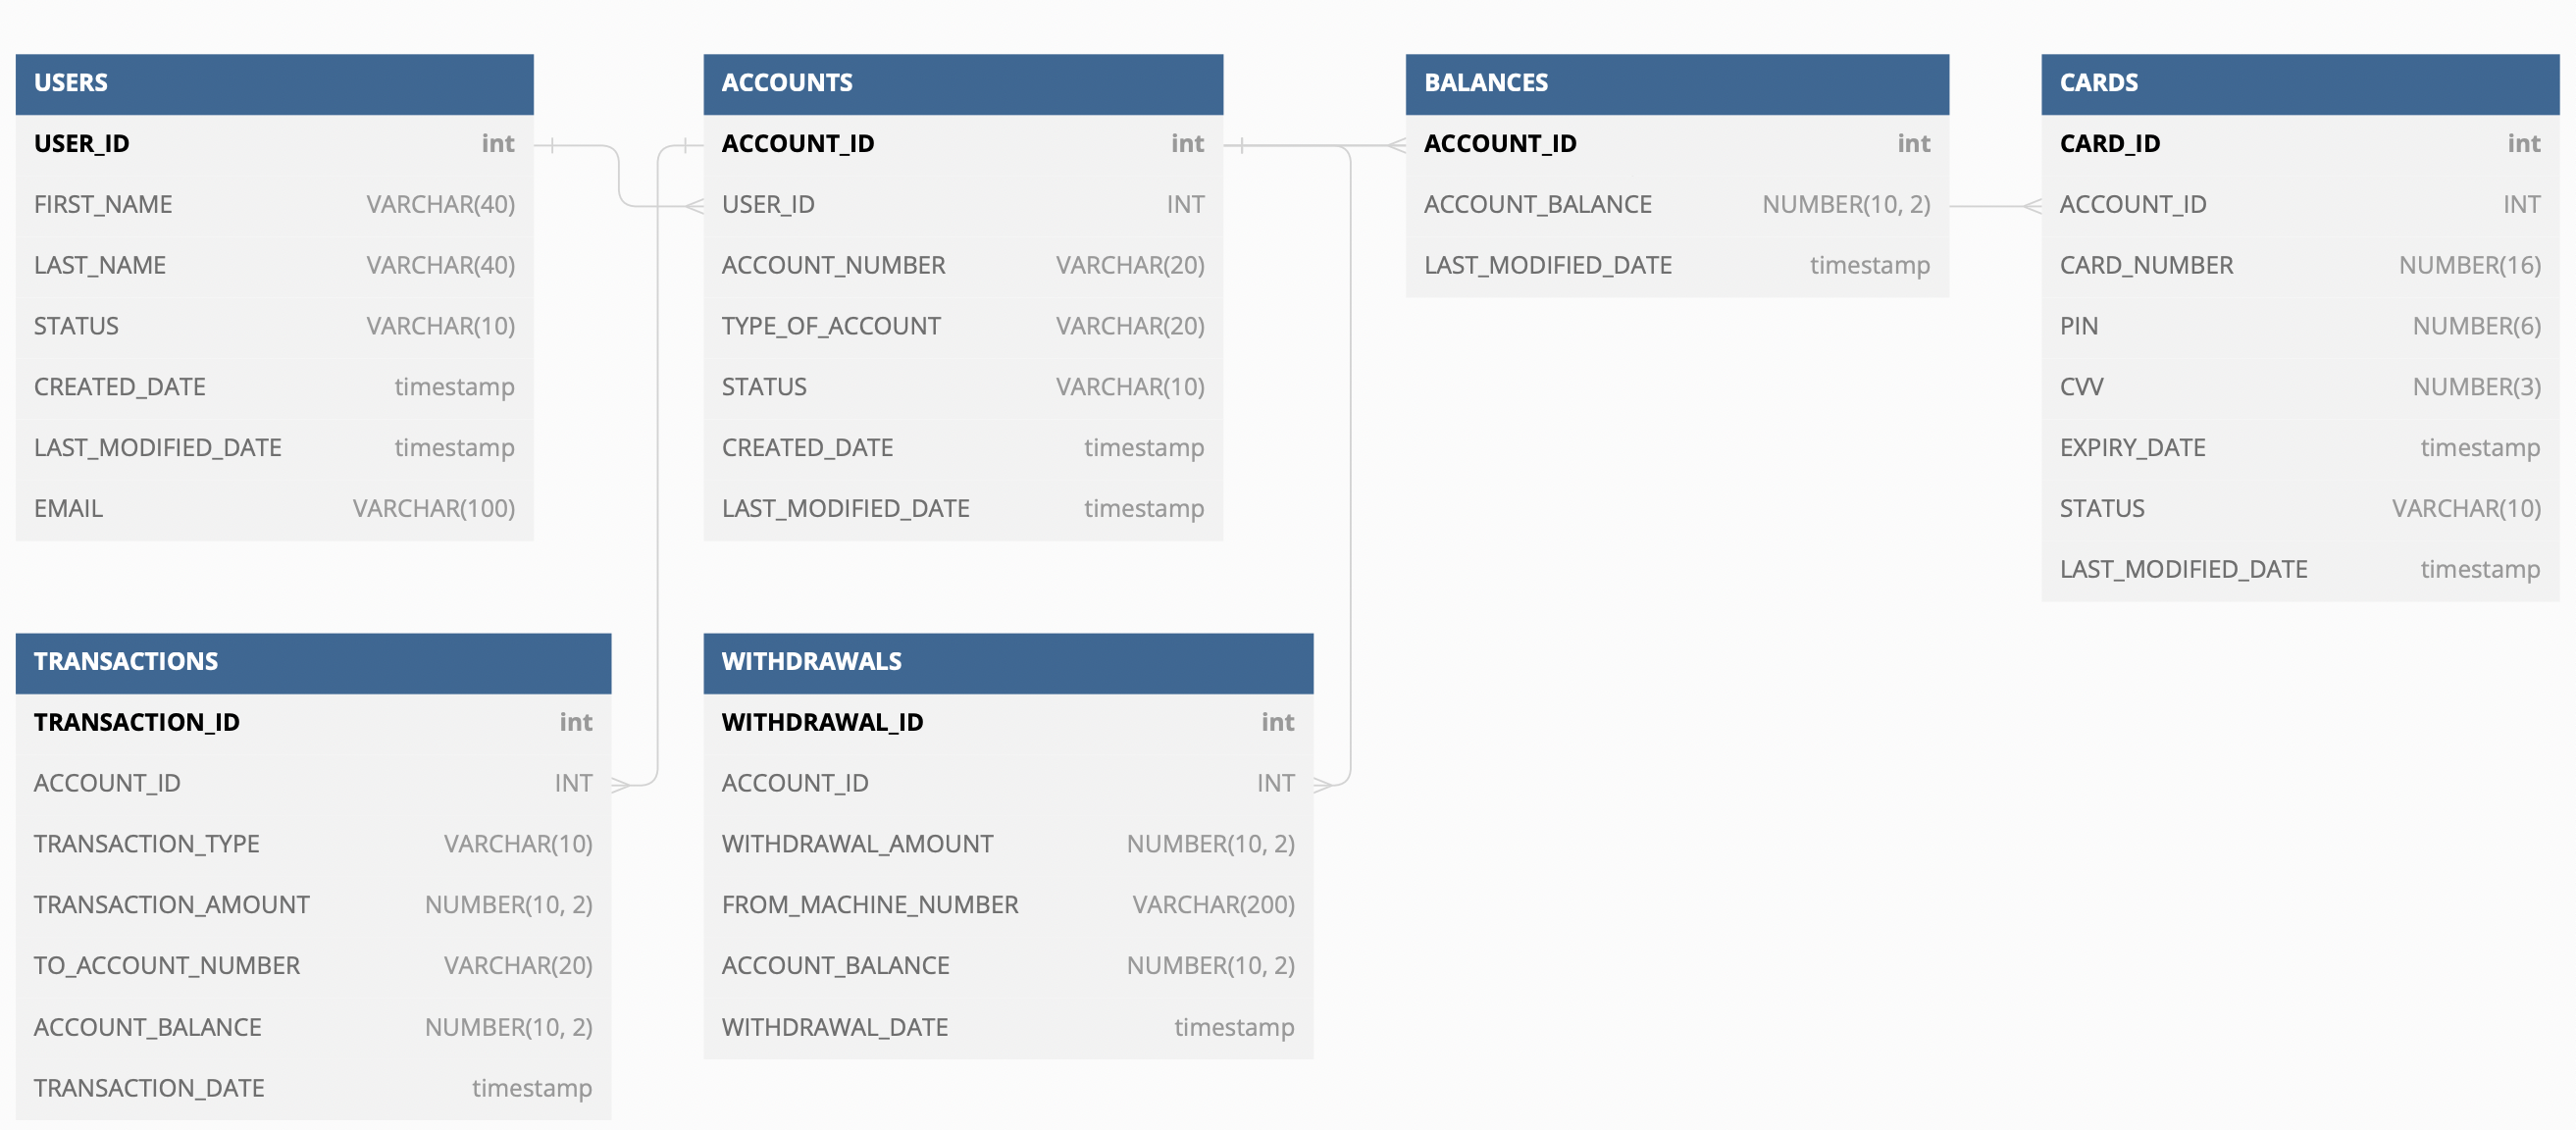 USERS
USER_ID int
FIRST_NAME VARCHAR(40)
LAST_NAME VARCHAR(40)
STATUS VARCHAR(10)
CREATED_DATE timestamp
LAST_MODIFIED_DATE timestamp
EMAIL VARCHAR(100)
ACCOUNTS
ACCOUNT_ID int
USER_ID INT
ACCOUNT_NUMBER VARCHAR(20)
TYPE_OF_ACCOUNT VARCHAR(20)
STATUS VARCHAR(10)
CREATED_DATE timestamp
LAST_MODIFIED_DATE timestamp
BALANCES
ACCOUNT_ID int
ACCOUNT_BALANCE NUMBER(10, 2)
LAST_MODIFIED_DATE timestamp
CARDS
CARD_ID int
ACCOUNT_ID INT
CARD_NUMBER NUMBER(16)
PIN NUMBER(6)
CVV NUMBER(3)
EXPIRY_DATE timestamp
STATUS VARCHAR(10)
LAST_MODIFIED_DATE timestamp
TRANSACTIONS
TRANSACTION_ID int
ACCOUNT_ID INT
TRANSACTION_TYPE VARCHAR(10)
TRANSACTION_AMOUNT NUMBER(10, 2)
TO_ACCOUNT_NUMBER VARCHAR(20)
ACCOUNT_BALANCE NUMBER(10, 2)
TRANSACTION_DATE timestamp
WITHDRAWALS
WITHDRAWAL_ID int
ACCOUNT_ID INT
WITHDRAWAL_AMOUNT NUMBER(10, 2)
FROM_MACHINE_NUMBER VARCHAR(200)
ACCOUNT_BALANCE NUMBER(10, 2)
WITHDRAWAL_DATE timestamp